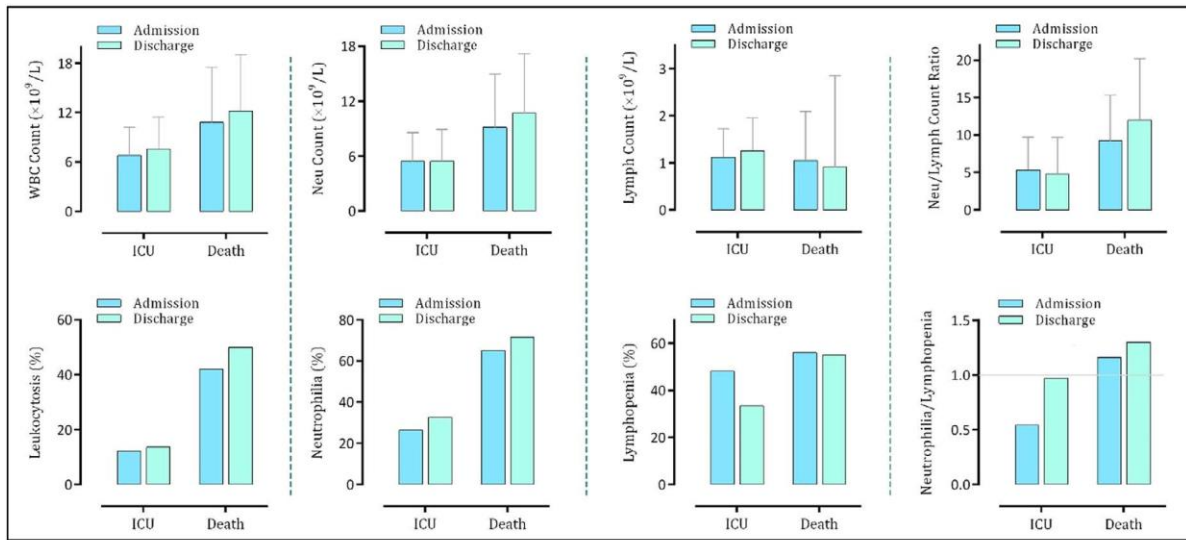 Admission
Discharge
WBC Count (×10⁹/L)
18
12
6
0
ICU Death
Admission
Discharge
Neu Count (×10⁹/L)
18
12
6
0
ICU Death
Admission
Discharge
Lymph Count (×10⁹/L)
3
2
1
0
ICU Death
Admission
Discharge
Neu/Lymph Count Ratio
20
15
10
5
0
ICU Death
Admission
Discharge
Leukocytosis (%)
60
40
20
0
ICU Death
Admission
Discharge
Neutrophilia (%)
80
60
40
20
0
ICU Death
Admission
Discharge
Lymphopenia (%)
60
40
20
0
ICU Death
Admission
Discharge
Neutrophilia/Lymphopenia
1.5
1.0
0.5
0.0
ICU Death